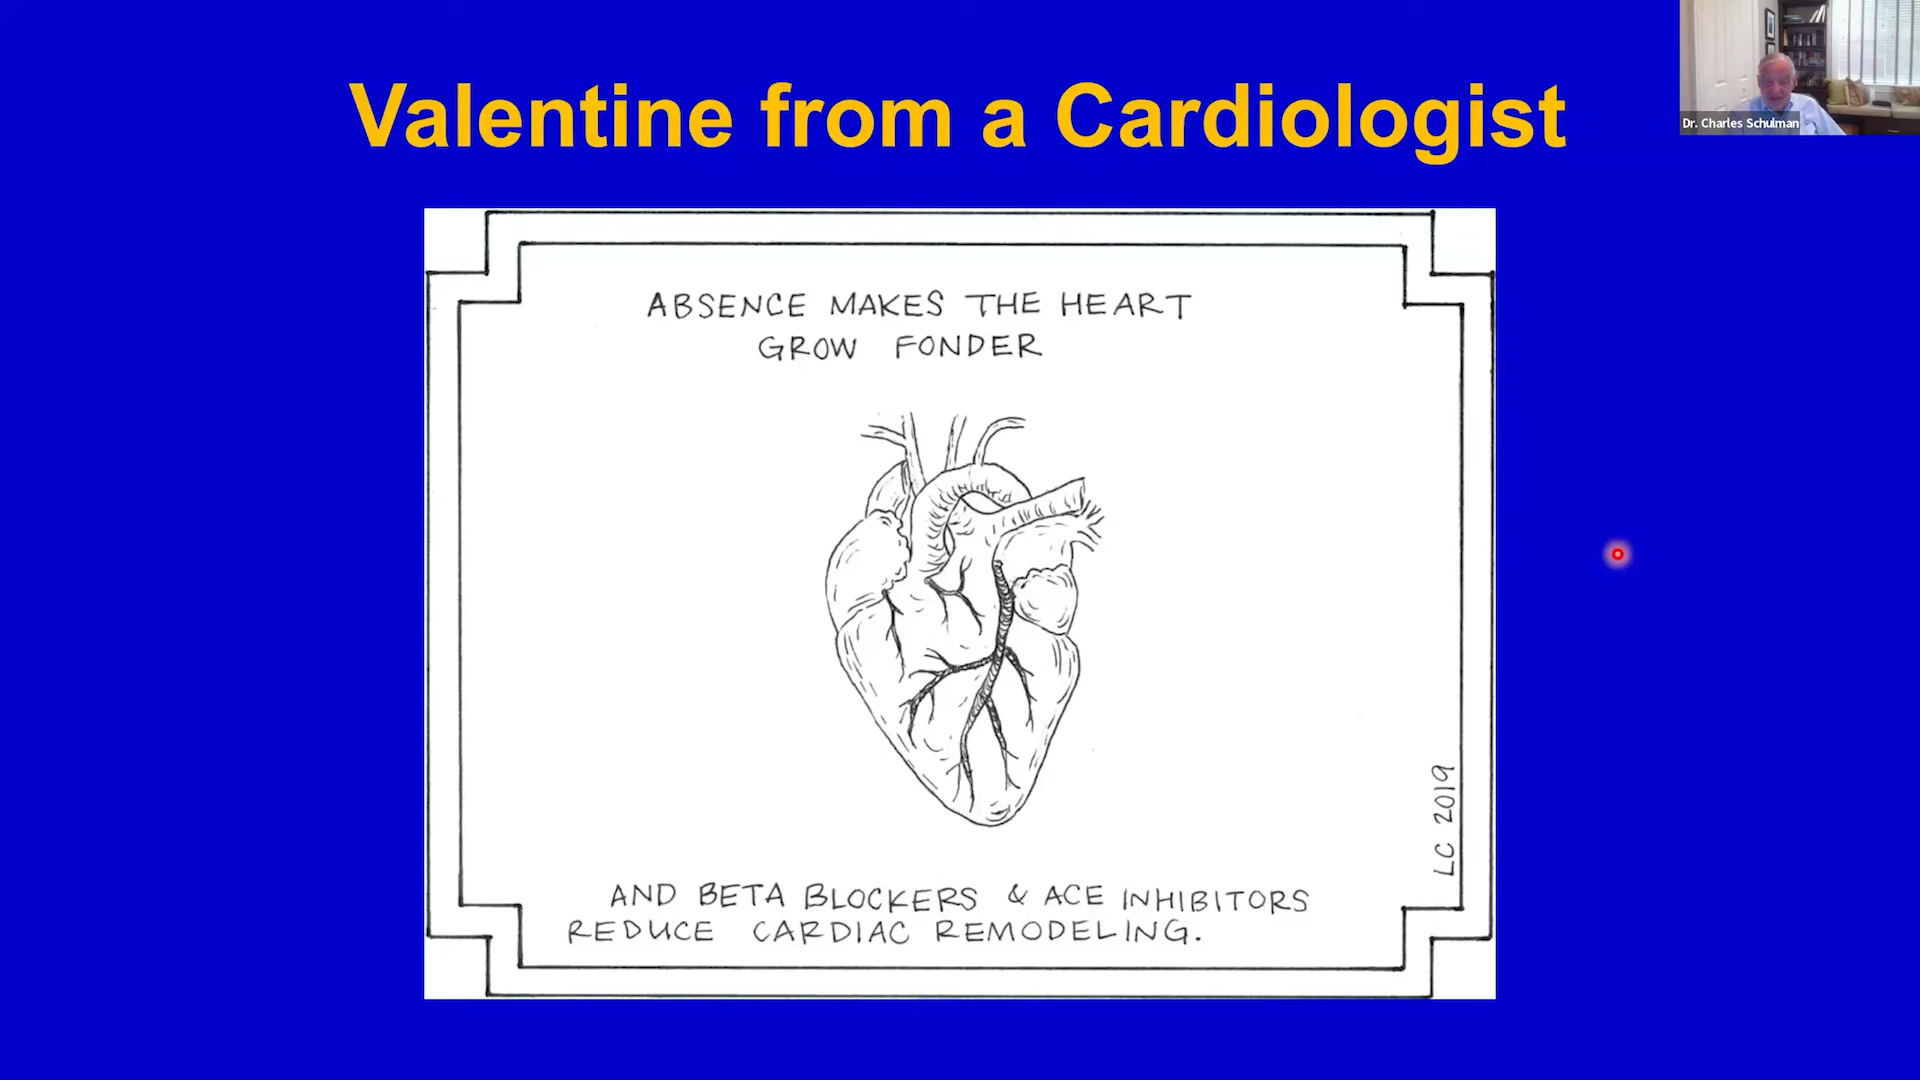 Valentine from a Cardiologist
Dr. Charles Schulman
ABSENCE MAKES THE HEART
GROW FONDER
LC 2019
AND BETA BLOCKERS & ACE INHIBITORS
REDUCE CARDIAC REMODELING.